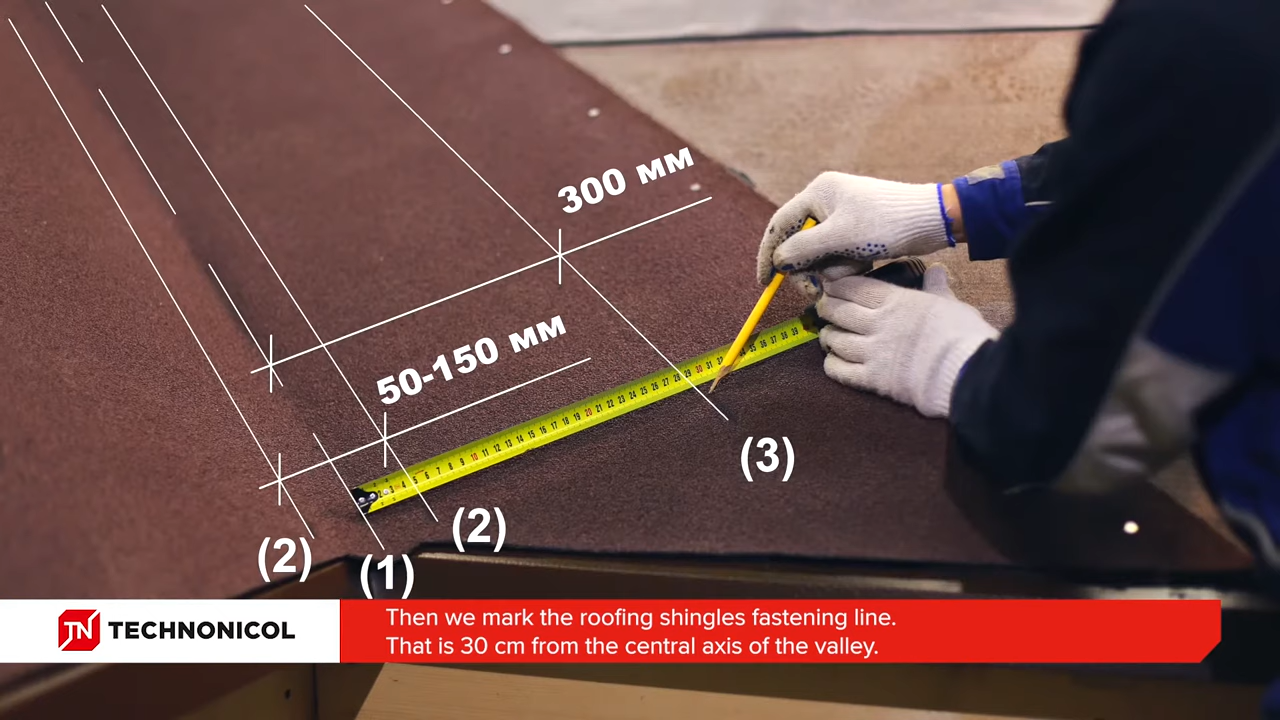 300 мм
50-150 мм
(3)
(2)
(2)
(1)
TECHNONICOL
Then we mark the roofing shingles fastening line.
That is 30 cm from the central axis of the valley.